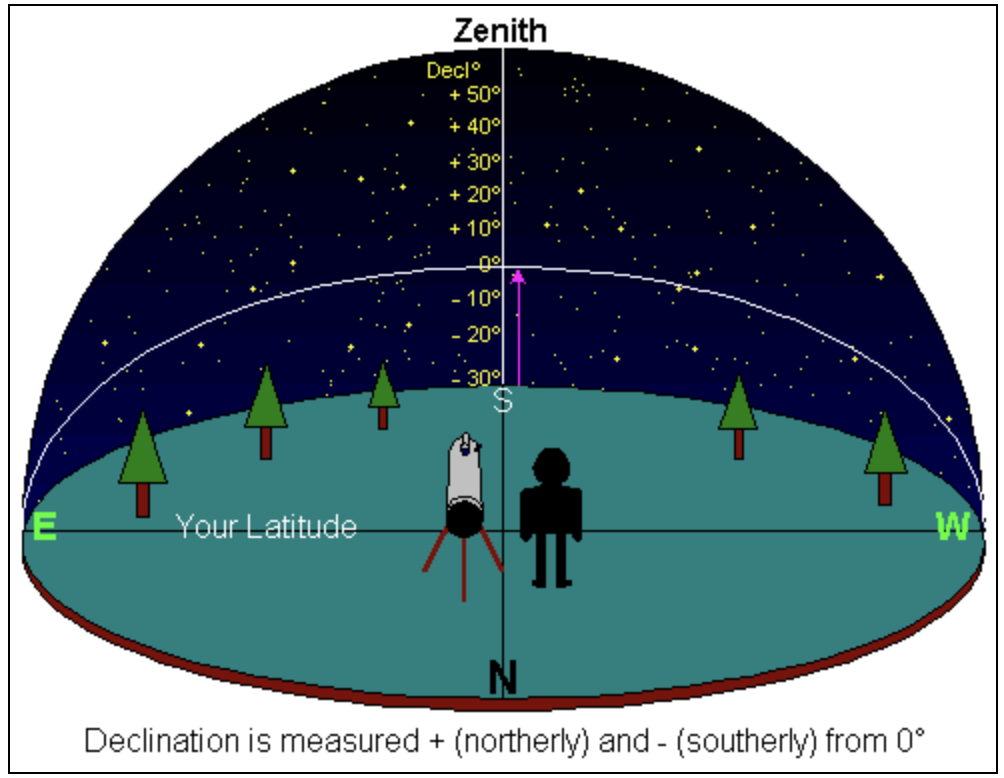 Zenith
Decl°
+ 50°
+ 40°
+ 30°
+ 20°
+ 10°
0°
- 10°
- 20°
- 30°
S
E
Your Latitude
W
N
Declination is measured + (northerly) and - (southerly) from 0°